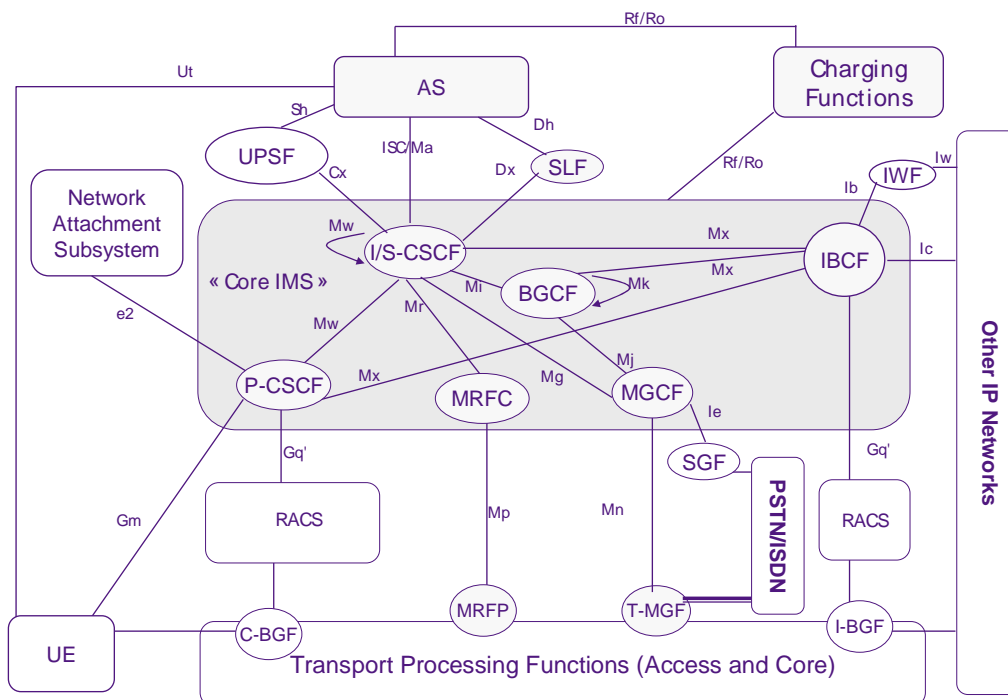 Rf/Ro
Ut
AS
Charging
Functions
Sh
Dh
ISC/Ma
UPSF
SLF
Cx
Dx
Rf/Ro
IWF
Iw
Ib
Network
Attachment
Subsystem
Mw
I/S-CSCF
Mx
IBCF
Ic
Mx
« Core IMS »
Mi
BGCF
Mk
Mr
e2
Mw
Mj
P-CSCF
Mx
MRFC
Mg
MGCF
Ie
Gq'
SGF
Gq'
Other IP Networks
PSTN/ISDN
Gm
RACS
Mp
Mn
RACS
C-BGF
MRFP
T-MGF
I-BGF
UE
Transport Processing Functions (Access and Core)